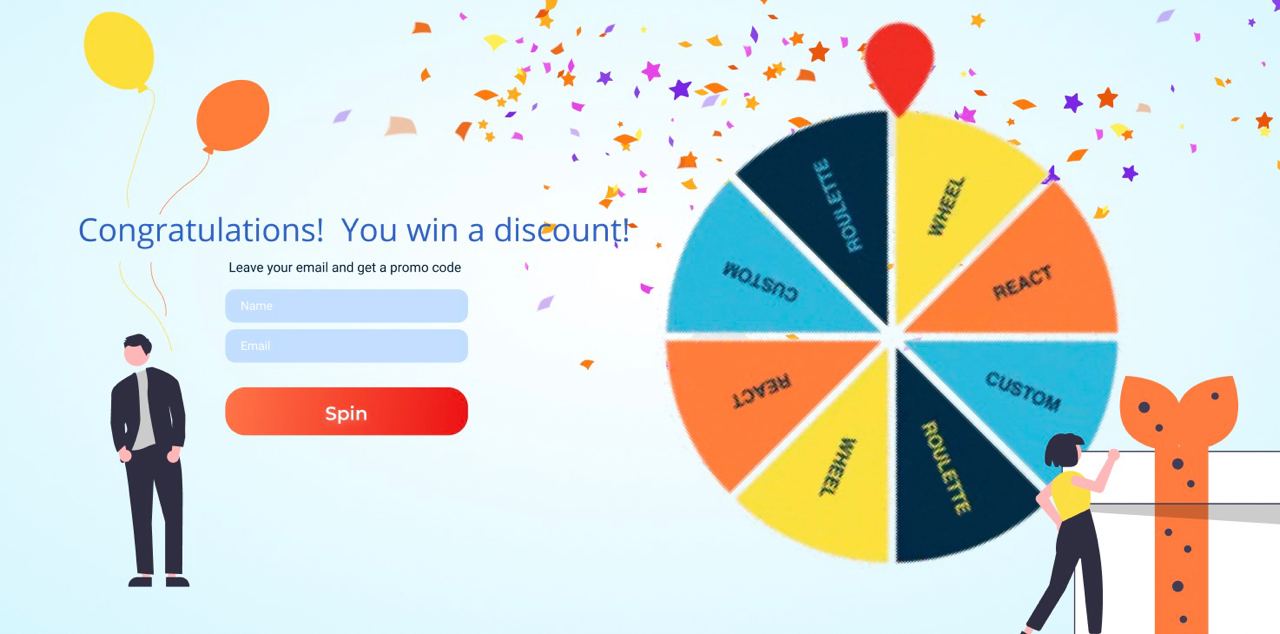 Congratulations!  You win a discount!
Leave your email and get a promo code
Name
Email
Spin
ROULETTE
WHEEL
REACT
CUSTOM
ROULETTE
WHEEL
REACT
CUSTOM